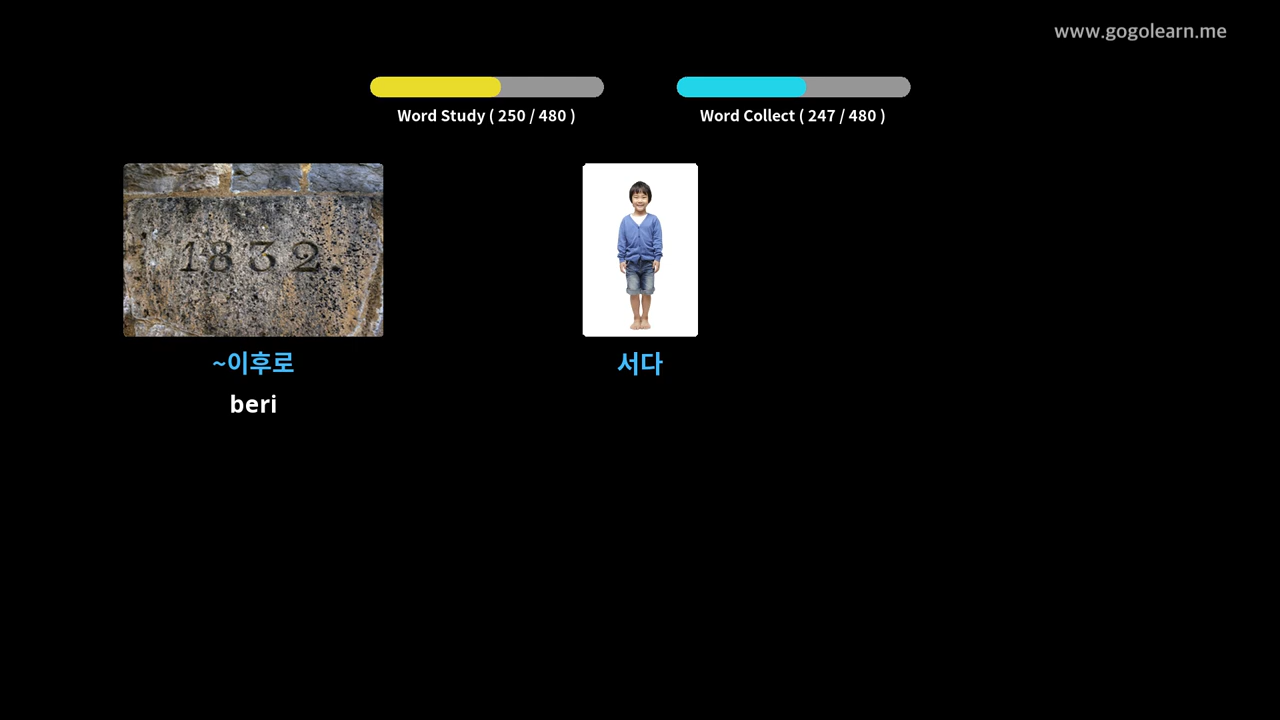 www.gogolearn.me
Word Study ( 250 / 480 )
Word Collect ( 247 / 480 )
1832.
~이후로
서다
beri